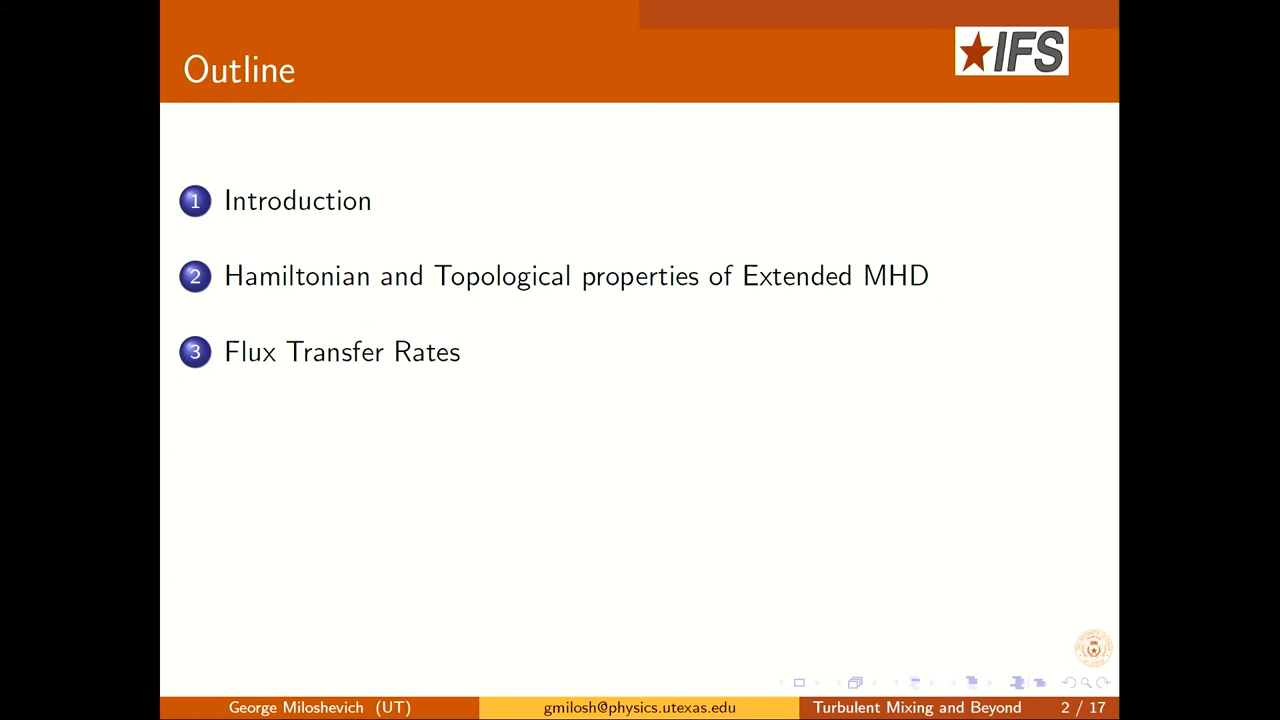 Outline
IFS
1 Introduction
2 Hamiltonian and Topological properties of Extended MHD
3 Flux Transfer Rates
George Miloshevich (UT) gmilosh@physics.utexas.edu Turbulent Mixing and Beyond 2 / 17